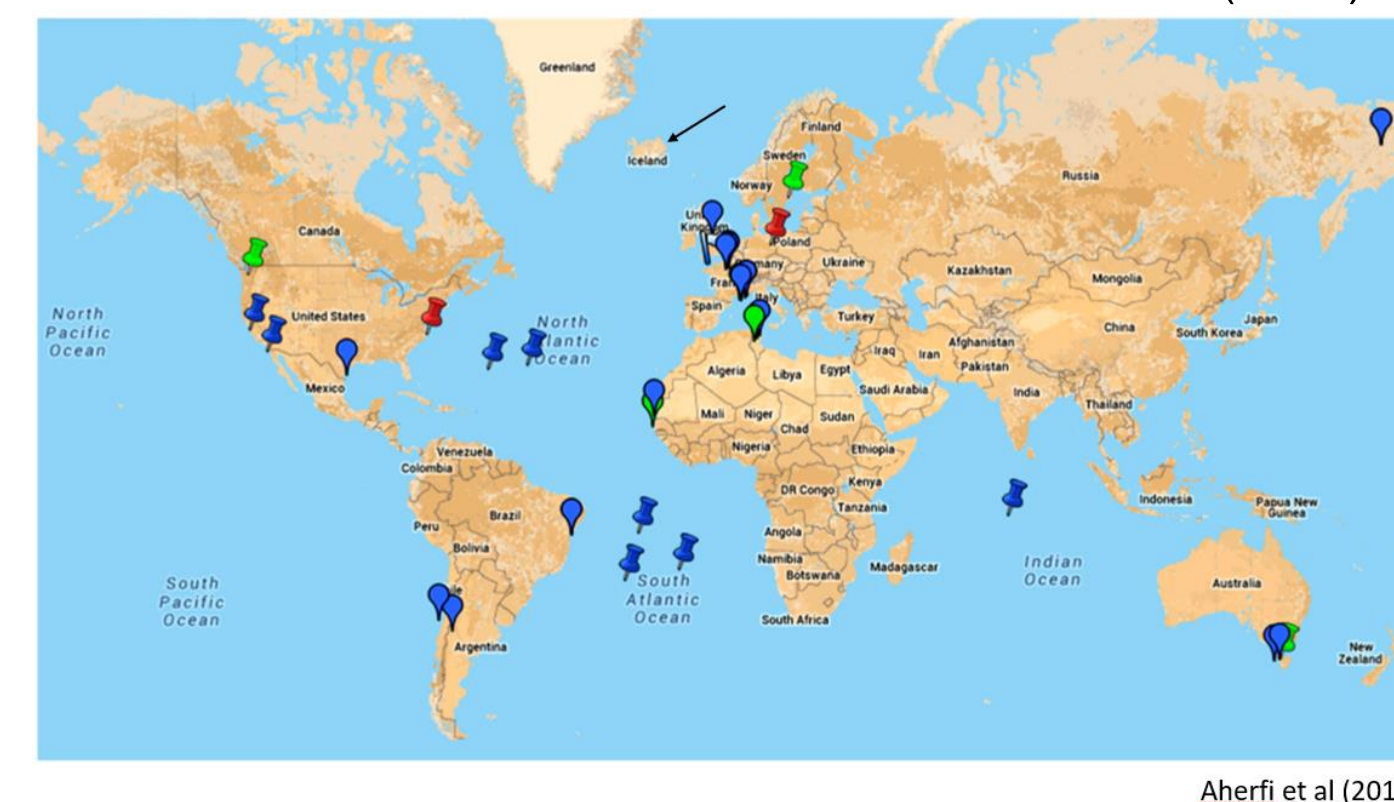 Greenland
Finland
Iceland
Sweden
Norway
Russia
Canada
Poland
Ukraine
Kazakhstan
Mongolia
North
Pacific
Ocean
United States
North
Ocean
Spain
Italy
Turkey
China
South Korea
Japan
Afghanistan
Iraq
Iran
Pakistan
Algeria
Libya
Egypt
Saudi Arabia
India
Mexico
Mali
Niger
Sudan
Chad
Thailand
Nigeria
Ethiopia
Venezuela
Colombia
DR Congo
Kenya
Tanzania
Indonesia
Papua New
Guinea
Peru
Brazil
Angola
Bolivia
Namibia
Botswana
Madagascar
South
Pacific
Ocean
South
Atlantic
Ocean
Indian
Ocean
Australia
South Africa
Argentina
New
Zealand
Aherfi et al (201